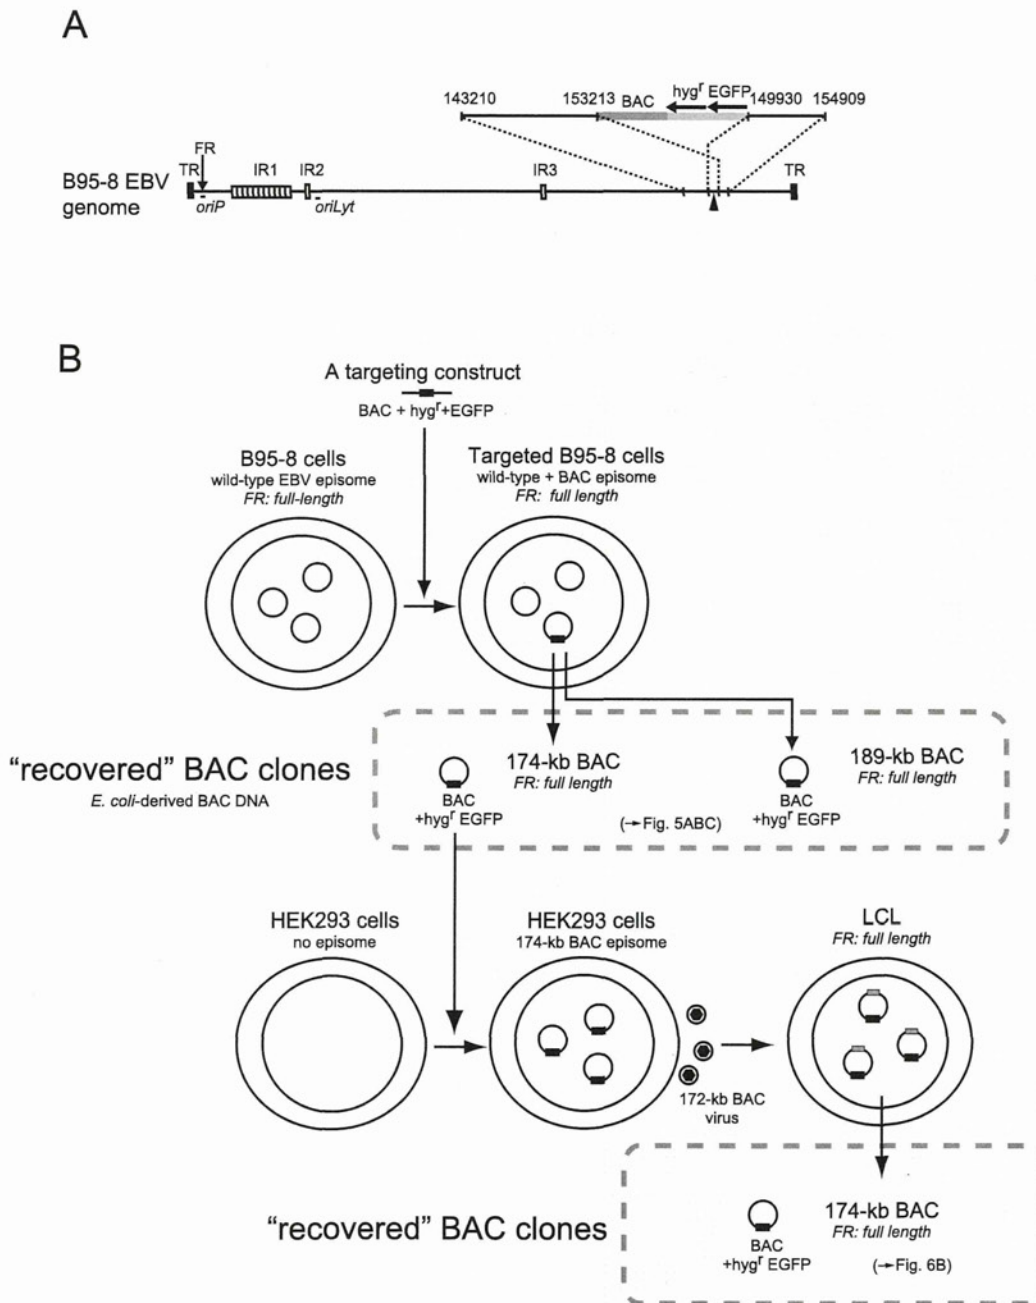 A
143210 153213 BAC hygr EGFP 149930 154909
FR
TR IR1 IR2 IR3 TR
B95-8 EBV
genome
oriP oriLyt
B
A targeting construct
BAC + hygr+EGFP
B95-8 cells
wild-type EBV episome
FR: full-length
Targeted B95-8 cells
wild-type + BAC episome
FR: full length
“recovered” BAC clones
E. coli-derived BAC DNA
BAC
+hygr EGFP
174-kb BAC
FR: full length
(→Fig. 5ABC)
BAC
+hygr EGFP
189-kb BAC
FR: full length
HEK293 cells
no episome
HEK293 cells
174-kb BAC episome
172-kb BAC
virus
LCL
FR: full length
“recovered” BAC clones
BAC
+hygr EGFP
174-kb BAC
FR: full length
(→Fig. 6B)